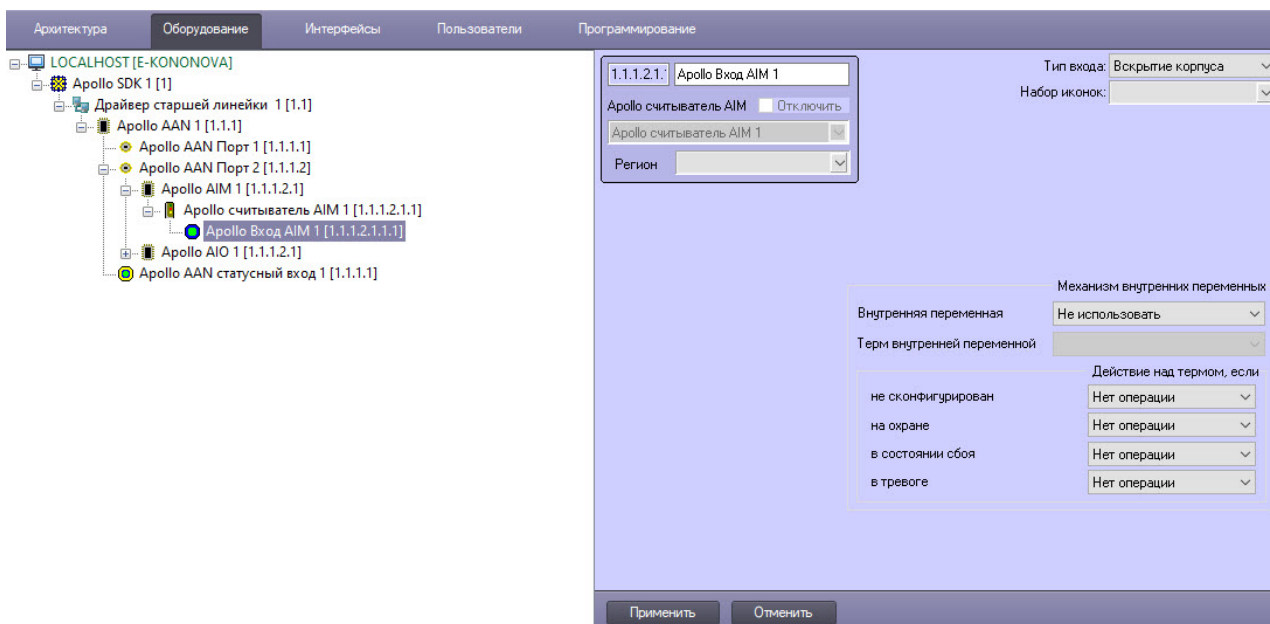 Архитектура Оборудование Интерфейсы Пользователи Программирование
LOCALHOST [E-KONONOVA]
Apollo SDK 1 [1]
Драйвер старшей линейки 1 [1.1]
Apollo AAN 1 [1.1.1]
Apollo AAN Порт 1 [1.1.1.1]
Apollo AAN Порт 2 [1.1.1.2]
Apollo AIM 1 [1.1.1.2.1]
Apollo считыватель AIM 1 [1.1.1.2.1.1]
Apollo Вход AIM 1 [1.1.1.2.1.1.1]
Apollo AIO 1 [1.1.1.2.1]
Apollo AAN статусный вход 1 [1.1.1.1]
1.1.1.2.1. Apollo Вход AIM 1
Apollo считыватель AIM Отключить
Apollo считыватель AIM 1
Регион
Тип входа: Вскрытие корпуса
Набор иконок:
Механизм внутренних переменных
Внутренняя переменная Не использовать
Терм внутренней переменной
Действие над термом, если
не сконфигурирован Нет операции
на охране Нет операции
в состоянии сбоя Нет операции
в тревоге Нет операции
Применить Отменить